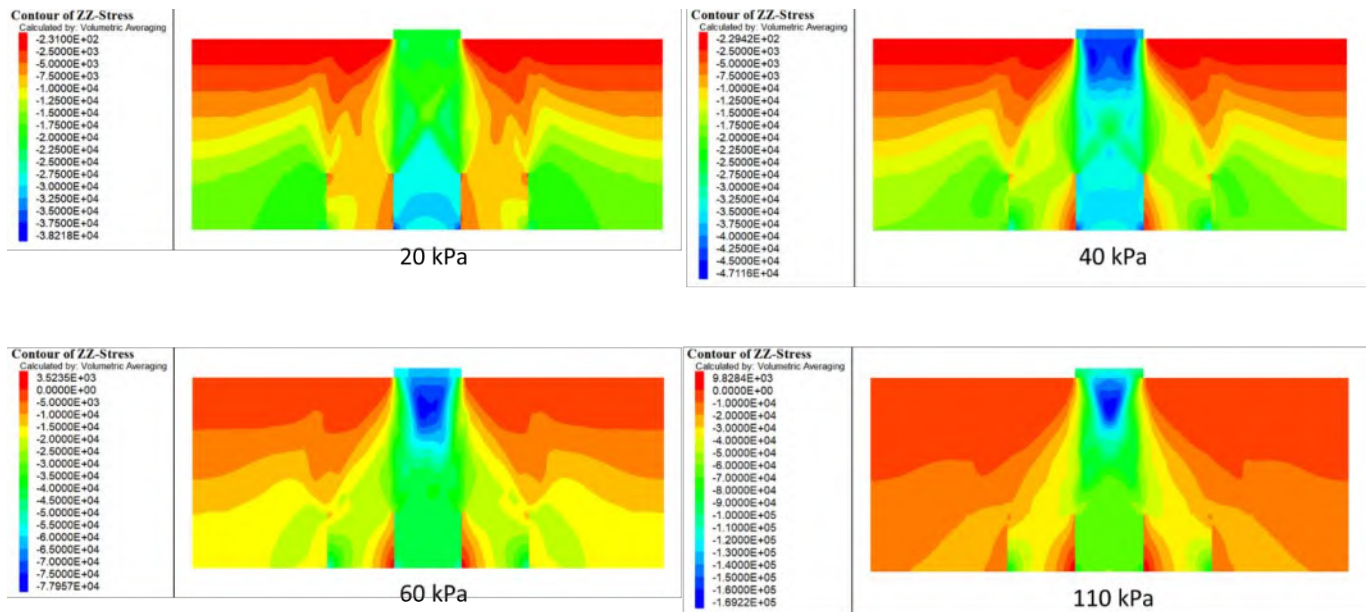 Contour of ZZ-Stress
Calculated by: Volumetric Averaging
-2.3100E+02
-2.5000E+03
-5.0000E+03
-7.5000E+03
-1.0000E+04
-1.2500E+04
-1.5000E+04
-1.7500E+04
-2.0000E+04
-2.2500E+04
-2.5000E+04
-2.7500E+04
-3.0000E+04
-3.2500E+04
-3.5000E+04
-3.7500E+04
-3.8218E+04
20 kPa
Contour of ZZ-Stress
Calculated by: Volumetric Averaging
-2.2942E+02
-2.5000E+03
-5.0000E+03
-7.5000E+03
-1.0000E+04
-1.2500E+04
-1.5000E+04
-1.7500E+04
-2.0000E+04
-2.2500E+04
-2.5000E+04
-2.7500E+04
-3.0000E+04
-3.2500E+04
-3.5000E+04
-3.7500E+04
-4.0000E+04
-4.2500E+04
-4.5000E+04
-4.7116E+04
40 kPa
Contour of ZZ-Stress
Calculated by: Volumetric Averaging
3.5235E+03
0.0000E+00
-5.0000E+03
-1.0000E+04
-1.5000E+04
-2.0000E+04
-2.5000E+04
-3.0000E+04
-3.5000E+04
-4.0000E+04
-4.5000E+04
-5.0000E+04
-5.5000E+04
-6.0000E+04
-6.5000E+04
-7.0000E+04
-7.5000E+04
-7.7957E+04
60 kPa
Contour of ZZ-Stress
Calculated by: Volumetric Averaging
9.8284E+03
0.0000E+00
-1.0000E+04
-2.0000E+04
-3.0000E+04
-4.0000E+04
-5.0000E+04
-6.0000E+04
-7.0000E+04
-8.0000E+04
-9.0000E+04
-1.0000E+05
-1.1000E+05
-1.2000E+05
-1.3000E+05
-1.4000E+05
-1.5000E+05
-1.6000E+05
-1.6922E+05
110 kPa